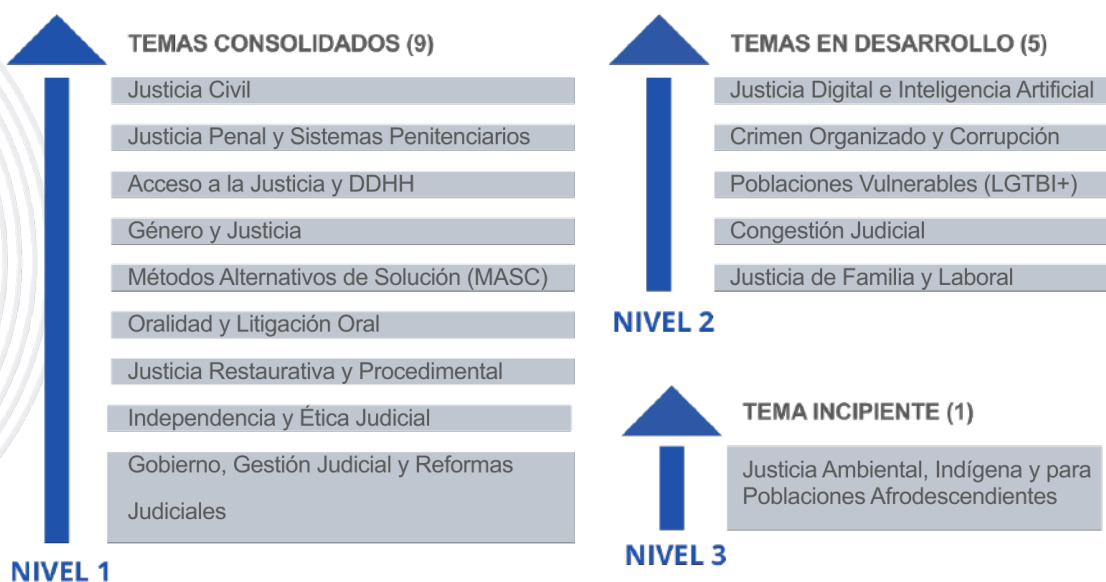 TEMAS CONSOLIDADOS (9)
Justicia Civil
Justicia Penal y Sistemas Penitenciarios
Acceso a la Justicia y DDHH
Género y Justicia
Métodos Alternativos de Solución (MASC)
Oralidad y Litigación Oral
Justicia Restaurativa y Procedimental
Independencia y Ética Judicial
Gobierno, Gestión Judicial y Reformas
Judiciales
NIVEL 1
TEMAS EN DESARROLLO (5)
Justicia Digital e Inteligencia Artificial
Crimen Organizado y Corrupción
Poblaciones Vulnerables (LGTBI+)
Congestión Judicial
Justicia de Familia y Laboral
NIVEL 2
TEMA INCIPIENTE (1)
Justicia Ambiental, Indígena y para
Poblaciones Afrodescendientes
NIVEL 3